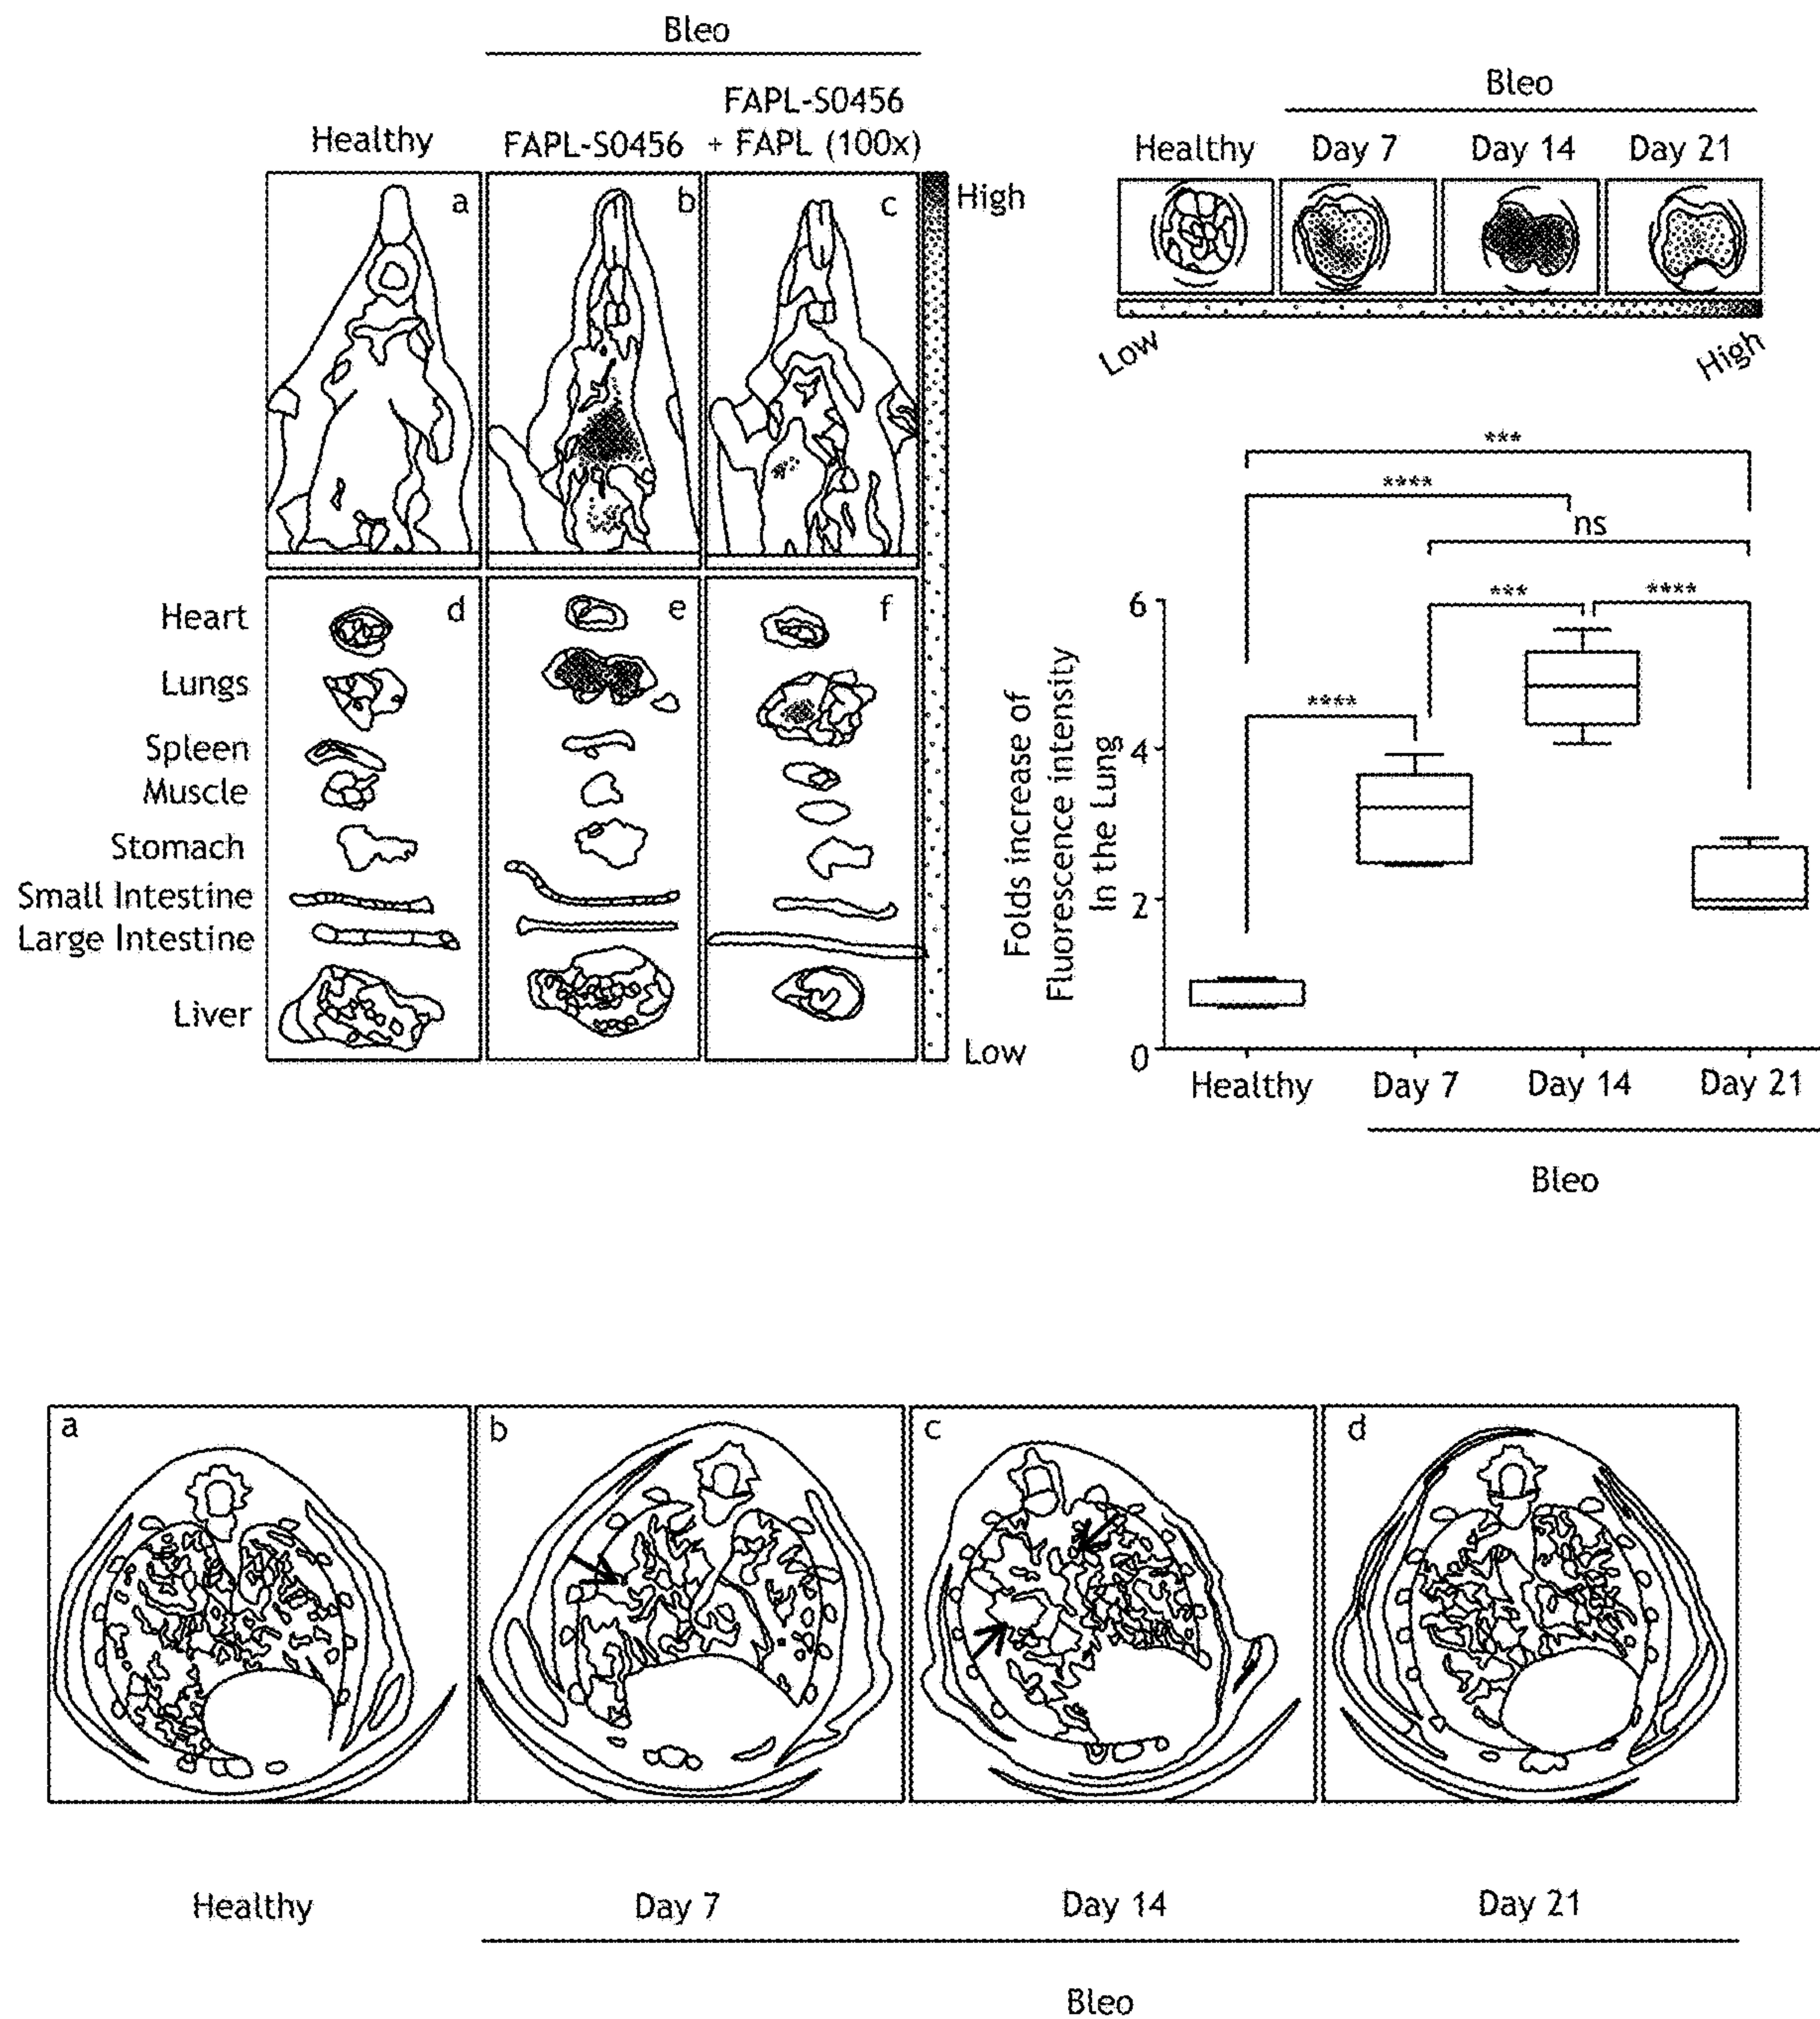 Bleo
Healthy
FAPL-S0456
FAPL-S0456
+ FAPL (100x)
a
b
c
High
Heart
Lungs
Spleen
Muscle
Stomach
Small Intestine
Large Intestine
Liver
d
e
f
Low
Bleo
Healthy
Day 7
Day 14
Day 21
Low
High
Folds increase of
Fluorescence intensity
In the Lung
6
4
2
0
***
****
ns
***
****
****
Healthy
Day 7
Day 14
Day 21
Bleo
a
b
c
d
Healthy
Day 7
Day 14
Day 21
Bleo